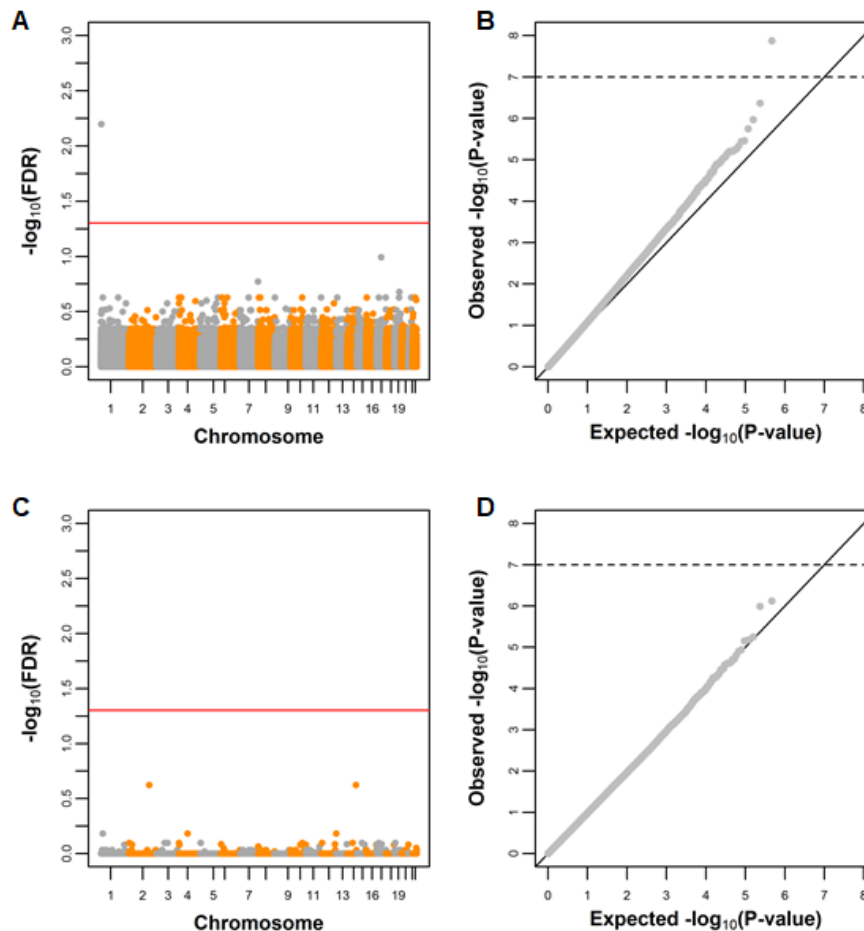 A
-log10(FDR)
3.0
2.5
2.0
1.5
1.0
0.5
0.0
1 2 3 4 5 7 9 11 13 16 19
Chromosome
B
Observed -log10(P-value)
8
7
6
5
4
3
2
1
0
0 1 2 3 4 5 6 7 8
Expected -log10(P-value)
C
-log10(FDR)
3.0
2.5
2.0
1.5
1.0
0.5
0.0
1 2 3 4 5 7 9 11 13 16 19
Chromosome
D
Observed -log10(P-value)
8
7
6
5
4
3
2
1
0
0 1 2 3 4 5 6 7 8
Expected -log10(P-value)